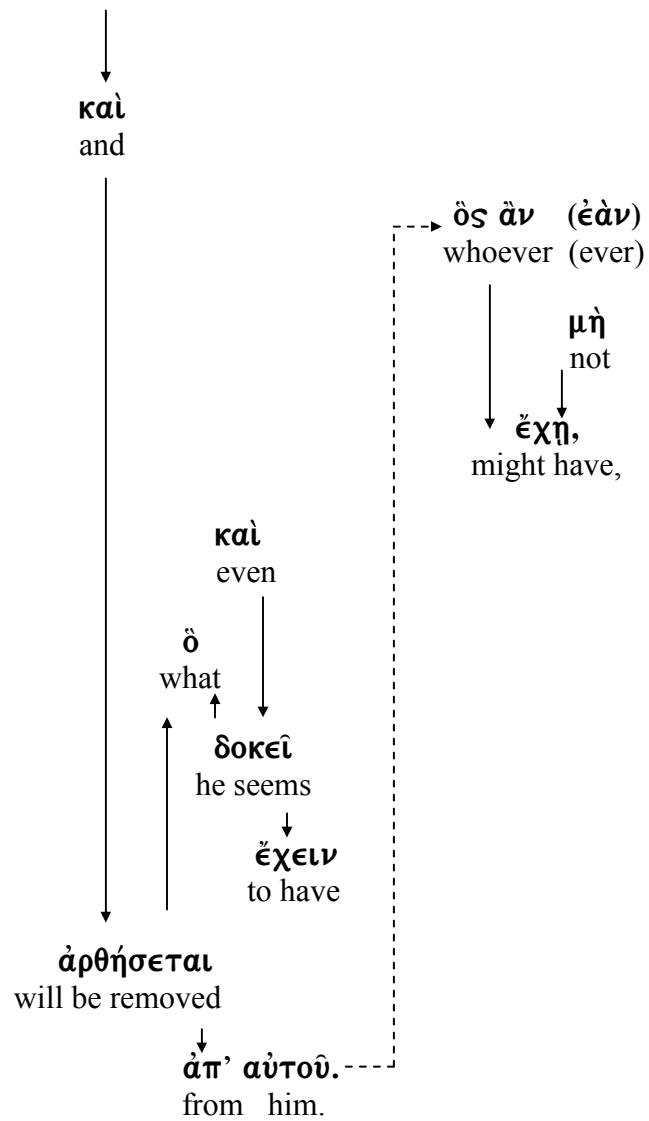 καὶ
and
ὃς ἂν (ἐὰν)
whoever (ever)
μὴ
not
ἔχῃ,
might have,
καὶ
even
ὃ
what
δοκεῖ
he seems
ἔχειν
to have
ἀρθήσεται
will be removed
ἀπ’ αὐτοῦ.
from him.